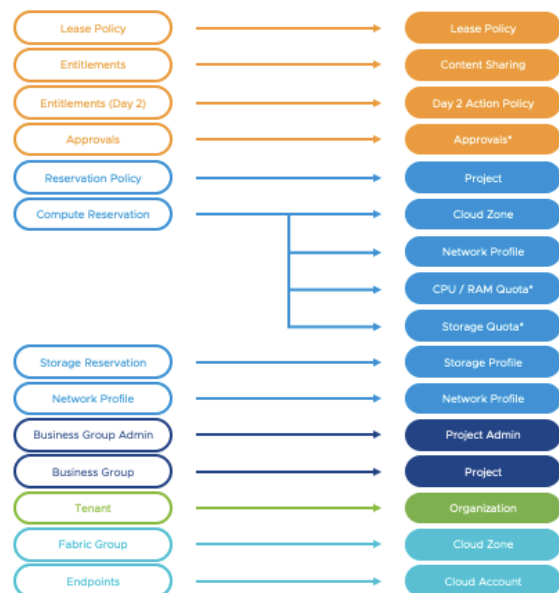 Lease Policy Lease Policy
Entitlements Content Sharing
Entitlements (Day 2) Day 2 Action Policy
Approvals Approvals*
Reservation Policy Project
Compute Reservation Cloud Zone
Network Profile
CPU / RAM Quota*
Storage Quota*
Storage Reservation Storage Profile
Network Profile Network Profile
Business Group Admin Project Admin
Business Group Project
Tenant Organization
Fabric Group Cloud Zone
Endpoints Cloud Account